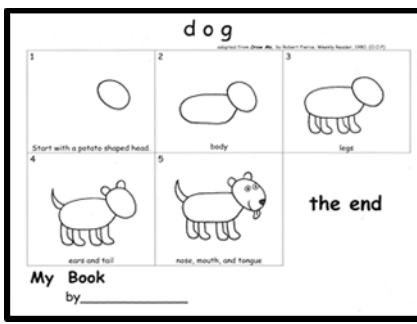 dog
adapted from Draw Me, by Robert Pierce, Weekly Reader, 1980. (O.O.P)
1
2
3
Start with a potato shaped head.
body
legs
4
5
ears and tail
nose, mouth, and tongue
the end
My Book
by